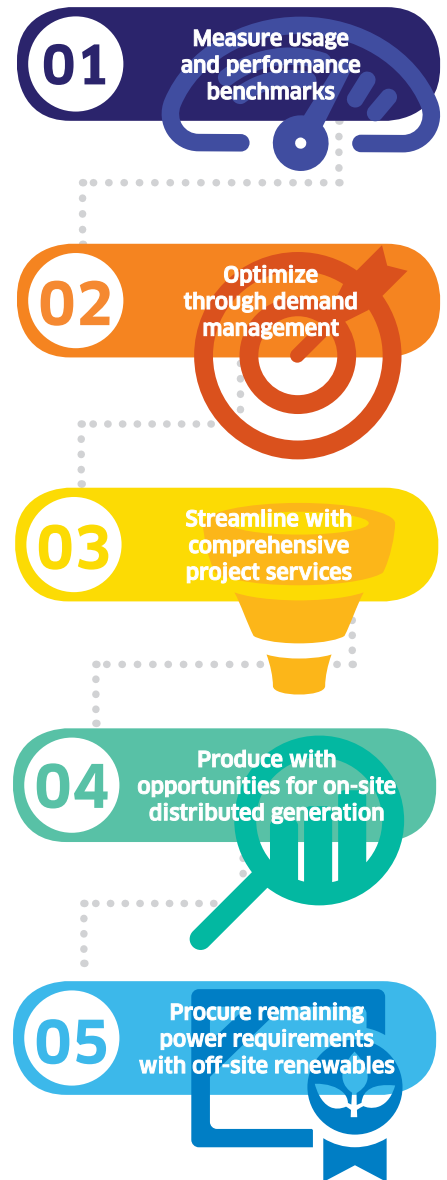 01
Measure usage
and performance
benchmarks
02
Optimize
through demand
management
03
Streamline with
comprehensive
project services
04
Produce with
opportunities for on-site
distributed generation
05
Procure remaining
power requirements
with off-site renewables